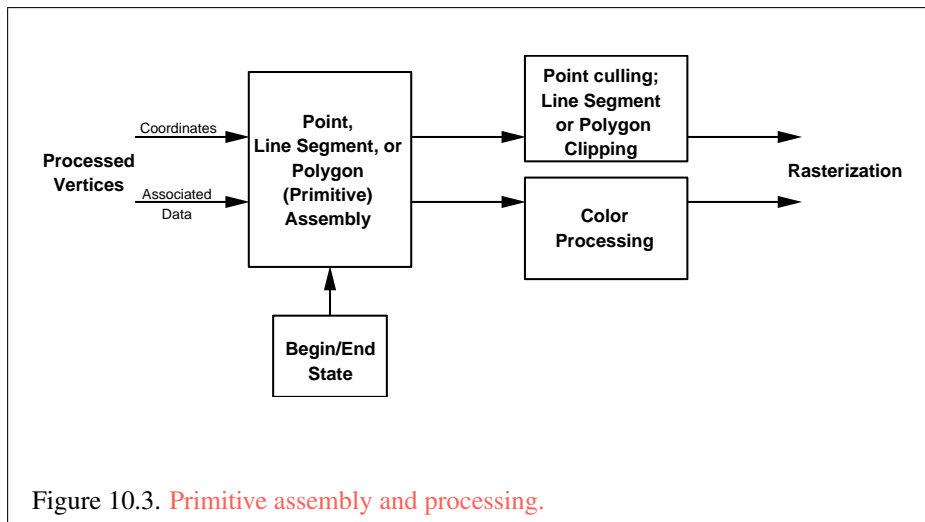 Processed
Vertices
Coordinates
Associated
Data
Point,
Line Segment, or
Polygon
(Primitive)
Assembly
Begin/End
State
Point culling;
Line Segment
or Polygon
Clipping
Color
Processing
Rasterization
Figure 10.3. Primitive assembly and processing.